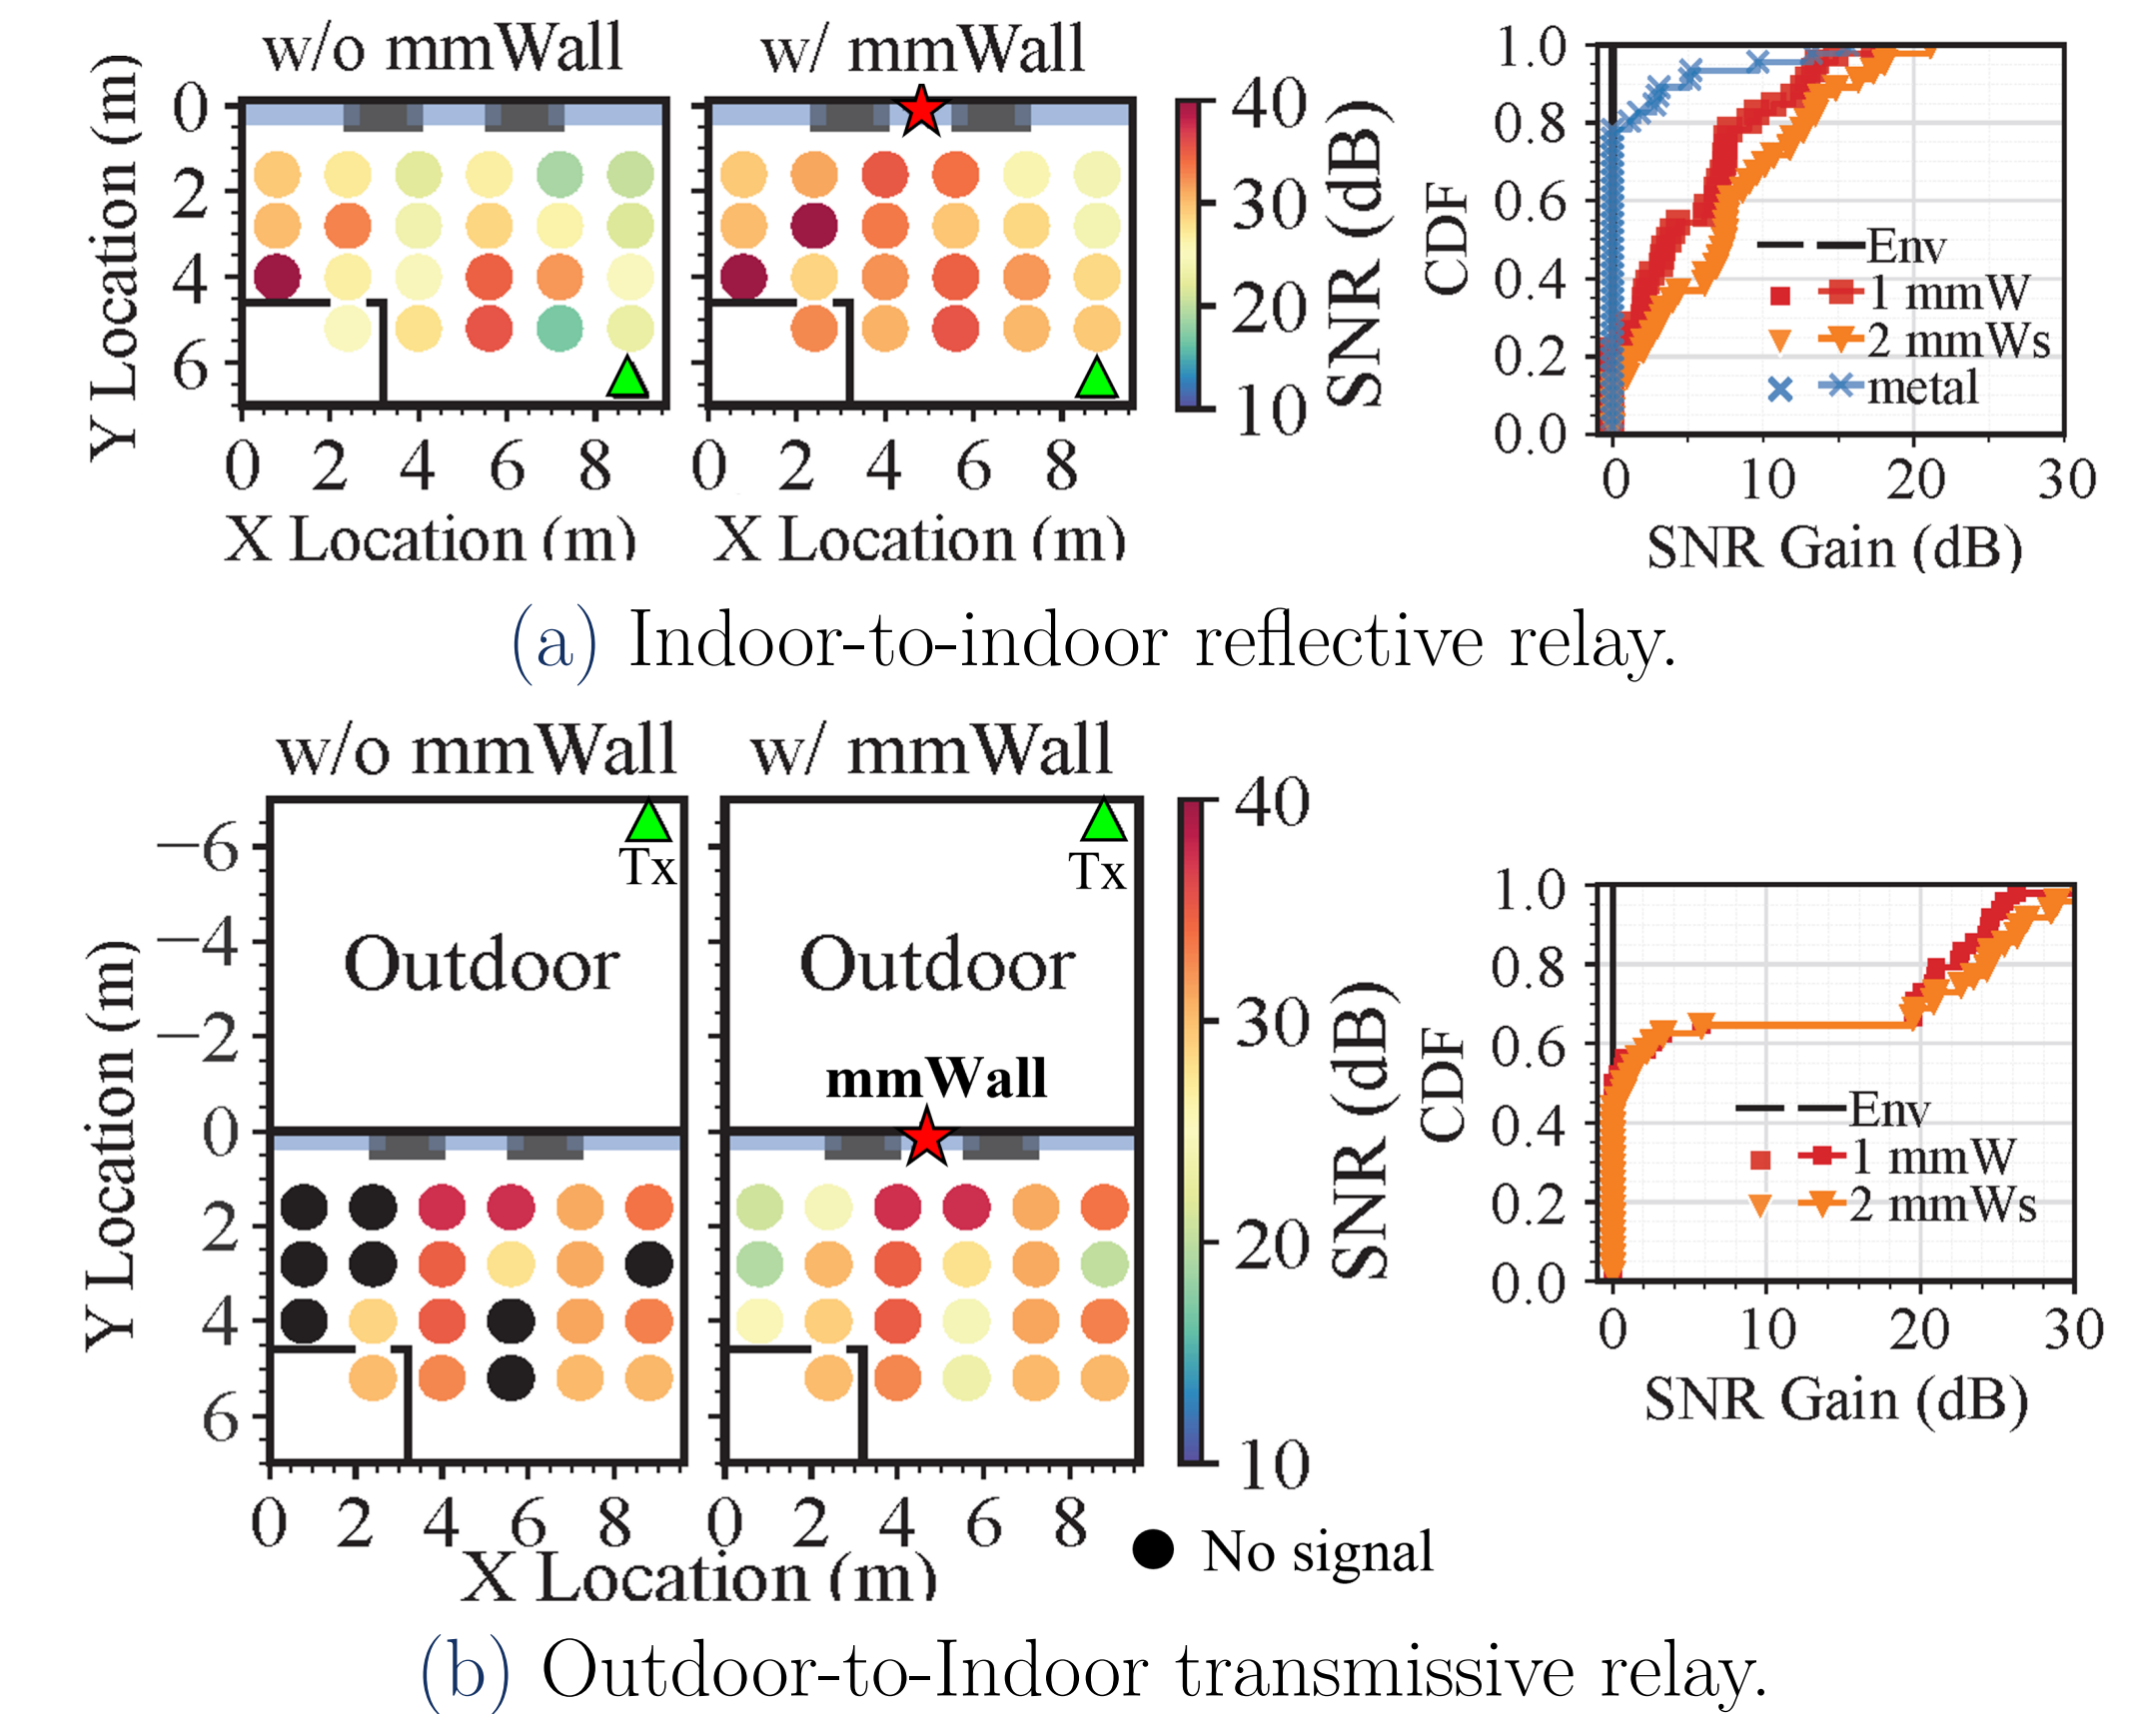 w/o mmWall
w/ mmWall
Y Location (m)
0
2
4
6
0 2 4 6 8
X Location (m)
0 2 4 6 8
X Location (m)
40
30
20
10
SNR (dB)
CDF
1.0
0.8
0.6
0.4
0.2
0.0
Env
1 mmW
2 mmWs
metal
0 10 20 30
SNR Gain (dB)
(a) Indoor-to-indoor reflective relay.
w/o mmWall
w/ mmWall
Y Location (m)
−6
−4
−2
0
2
4
6
Tx
Outdoor
Tx
Outdoor
mmWall
0 2 4 6 8
0 2 4 6 8
X Location (m)
No signal
40
30
20
10
SNR (dB)
CDF
1.0
0.8
0.6
0.4
0.2
0.0
Env
1 mmW
2 mmWs
0 10 20 30
SNR Gain (dB)
(b) Outdoor-to-Indoor transmissive relay.